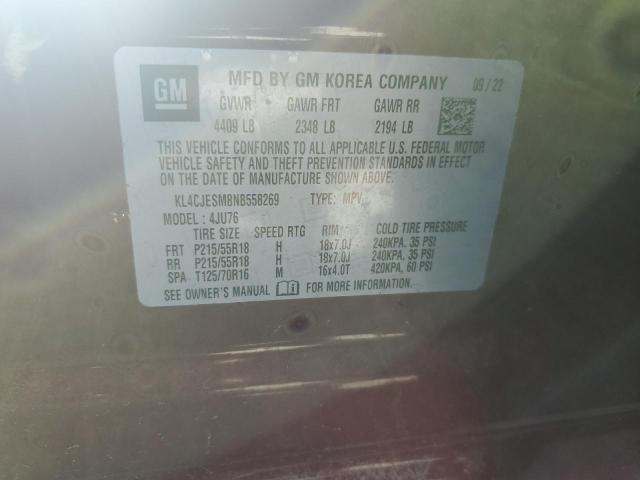 GM MFD BY GM KOREA COMPANY 09/22
GVWR GAWR FRT GAWR RR
4409 LB 2348 LB 2194 LB
THIS VEHICLE CONFORMS TO ALL APPLICABLE U.S. FEDERAL MOTOR
VEHICLE SAFETY AND THEFT PREVENTION STANDARDS IN EFFECT
ON THE DATE OF MANUFACTURE SHOWN ABOVE.
KL4CJESM8NB558269 TYPE: MPV
MODEL : 4JU76
TIRE SIZE SPEED RTG RIM COLD TIRE PRESSURE
FRT P215/55R18 H 18x7.0J 240KPA, 35 PSI
RR P215/55R18 H 18x7.0J 240KPA, 35 PSI
SPA T125/70R16 M 16x4.0T 420KPA, 60 PSI
SEE OWNER'S MANUAL FOR MORE INFORMATION.